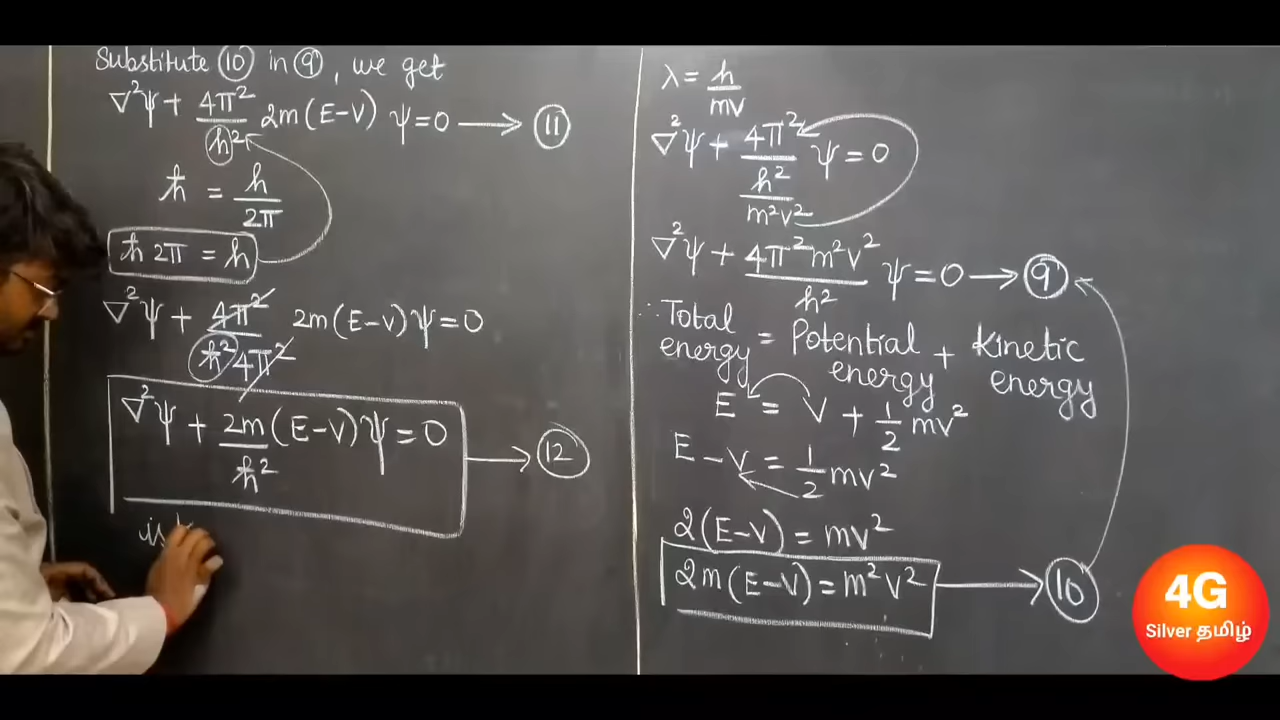 Substitute ⑩ in ⑨, we get
∇²ψ + 4π²/ħ² 2m(E-V) ψ=0 → ⑪
ħ = h/2π
ħ 2π = h
∇²ψ + 4π²/ħ²4π² 2m(E-V)ψ=0
∇²ψ + 2m/ħ² (E-V)ψ=0 → ⑫
is
λ = h/mv
∇²ψ + 4π²/(h²/m²v²) ψ=0
∇²ψ + 4π²m²v²/h² ψ=0 → ⑨
∴ Total energy = Potential energy + Kinetic energy
E = V + 1/2 mv²
E-V = 1/2 mv²
2(E-V) = mv²
2m(E-V) = m²v² → ⑩
4G
Silver தமிழ்